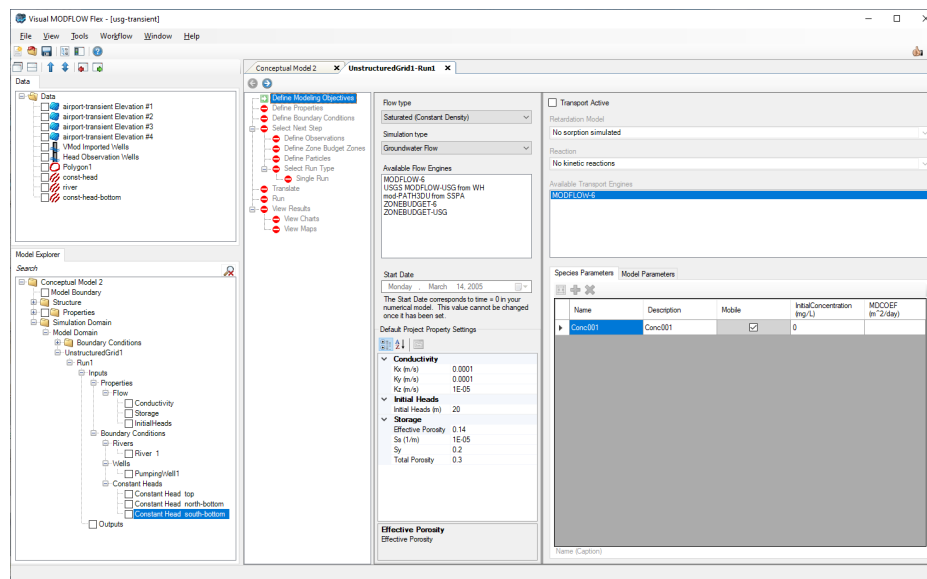 Visual MODFLOW Flex - [usg-transient]
File View Tools Workflow Window Help
Data
Data
airport-transient Elevation #1
airport-transient Elevation #2
airport-transient Elevation #3
airport-transient Elevation #4
VMod Imported Wells
Head Observation Wells
Polygon1
const-head
river
const-head-bottom
Model Explorer
Search
Conceptual Model 2
Model Boundary
Structure
Properties
Simulation Domain
Model Domain
Boundary Conditions
UnstructuredGrid1
Run1
Inputs
Properties
Flow
Conductivity
Storage
InitialHeads
Boundary Conditions
Rivers
River 1
Wells
PumpingWell1
Constant Heads
Constant Head top
Constant Head north-bottom
Constant Head south-bottom
Outputs
Conceptual Model 2 X UnstructuredGrid1-Run1 X
Define Modeling Objectives
Define Properties
Define Boundary Conditions
Select Next Step
Define Observations
Define Zone Budget Zones
Define Particles
Select Run Type
Single Run
Translate
Run
View Results
View Charts
View Maps
Flow type
Saturated (Constant Density)
Simulation type
Groundwater Flow
Available Flow Engines
MODFLOW-6
USGS MODFLOW-USG from WH
mod-PATH3DU from SSPA
ZONEBUDGET-6
ZONEBUDGET-USG
Start Date
Monday , March 14, 2005
The Start Date corresponds to time = 0 in your
numerical model. This value cannot be changed
once it has been set.
Default Project Property Settings
Conductivity
Kx (m/s) 0.0001
Ky (m/s) 0.0001
Kz (m/s) 1E-05
Initial Heads
Initial Heads (m) 20
Storage
Effective Porosity 0.14
Ss (1/m) 1E-05
Sy 0.2
Total Porosity 0.3
Effective Porosity
Effective Porosity
Transport Active
Retardation Model
No sorption simulated
Reaction
No kinetic reactions
Available Transport Engines
MODFLOW-6
Species Parameters Model Parameters
Name Description Mobile InitialConcentration (mg/L) MDCOEF (m^2/day)
Conc001 Conc001 0
Name (Caption)